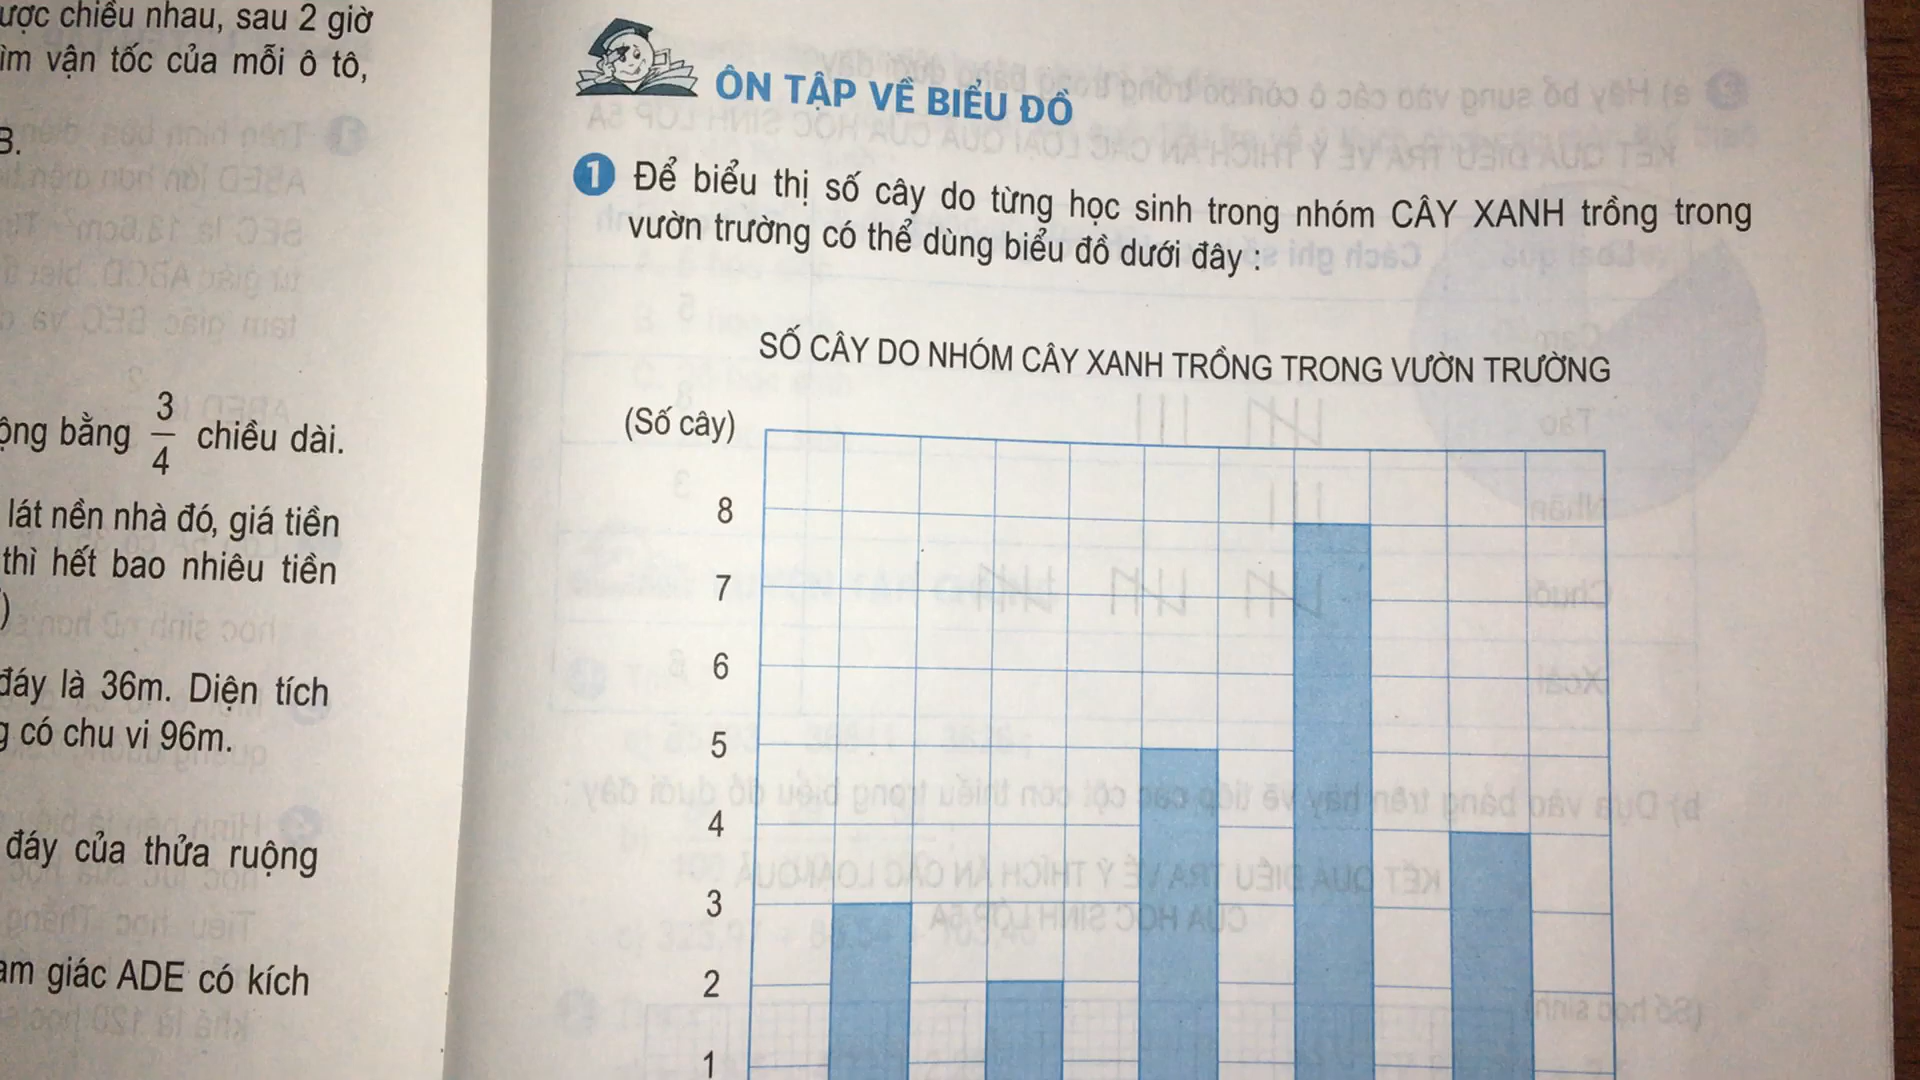 ược chiều nhau, sau 2 giờ
ìm vận tốc của mỗi ô tô,
B.
ộng bằng 3/4 chiều dài.
lát nền nhà đó, giá tiền
thì hết bao nhiêu tiền
)
đáy là 36m. Diện tích
g có chu vi 96m.
đáy của thửa ruộng
am giác ADE có kích
ÔN TẬP VỀ BIỂU ĐỒ
1 Để biểu thị số cây do từng học sinh trong nhóm CÂY XANH trồng trong
vườn trường có thể dùng biểu đồ dưới đây :
SỐ CÂY DO NHÓM CÂY XANH TRỒNG TRONG VƯỜN TRƯỜNG
(Số cây)
8
7
6
5
4
3
2
1